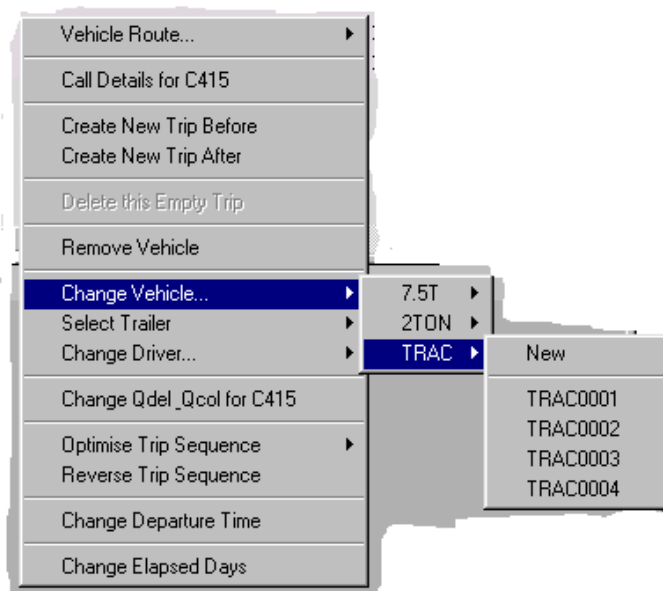 Vehicle Route...
Call Details for C415
Create New Trip Before
Create New Trip After
Delete this Empty Trip
Remove Vehicle
Change Vehicle...
Select Trailer
Change Driver...
Change Qdel_Qcol for C415
Optimise Trip Sequence
Reverse Trip Sequence
Change Departure Time
Change Elapsed Days
7.5T
2TON
TRAC
New
TRAC0001
TRAC0002
TRAC0003
TRAC0004